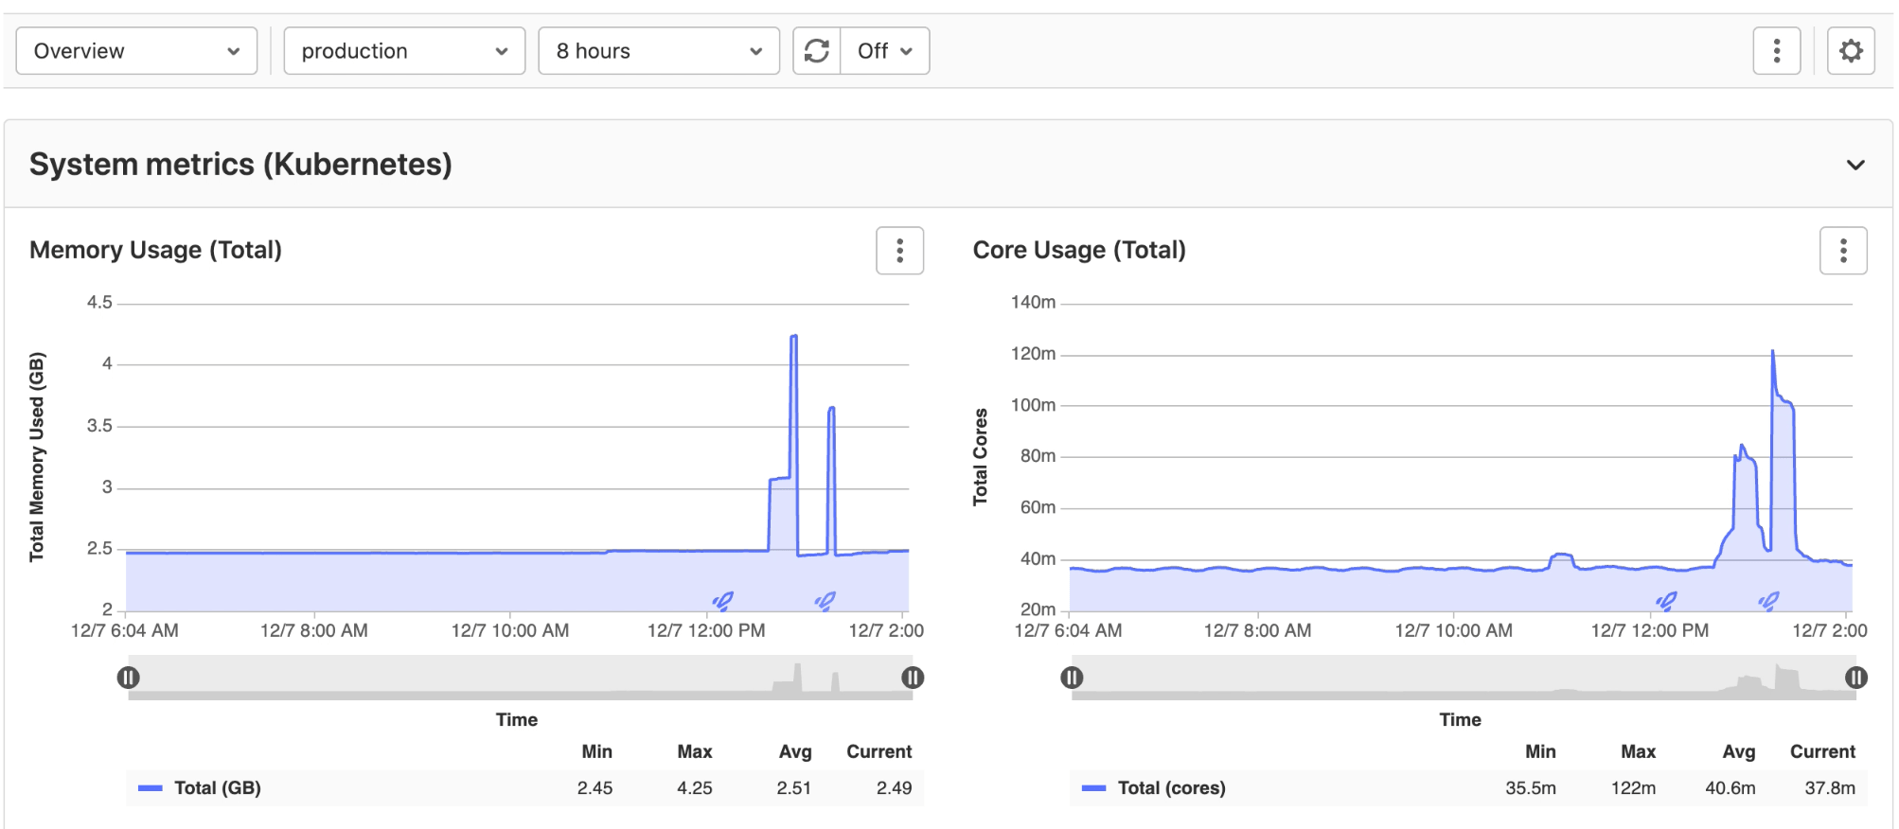 Overview production 8 hours Off
System metrics (Kubernetes)
Memory Usage (Total)
4.5
4
3.5
3
2.5
2
Total Memory Used (GB)
12/7 6:04 AM 12/7 8:00 AM 12/7 10:00 AM 12/7 12:00 PM 12/7 2:00
Time
Min Max Avg Current
Total (GB) 2.45 4.25 2.51 2.49
Core Usage (Total)
140m
120m
100m
80m
60m
40m
20m
Total Cores
12/7 6:04 AM 12/7 8:00 AM 12/7 10:00 AM 12/7 12:00 PM 12/7 2:00
Time
Min Max Avg Current
Total (cores) 35.5m 122m 40.6m 37.8m